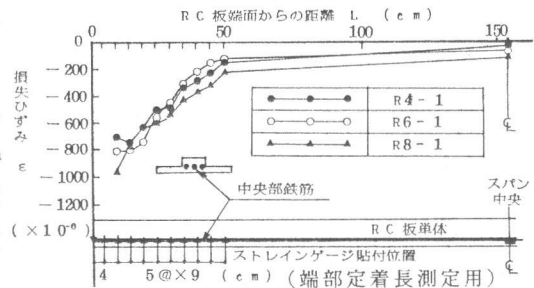 RC板端面からの距離 L (cm)
0 50 100 150
0
-200
-400
-600
-800
-1000
-1200
(×10⁻⁶)
損失ひずみ ε
R4-1
R6-1
R8-1
℄
中央部鉄筋
スパン
中央
RC板単体
ストレインゲージ貼付位置
4 5@×9 (cm) (端部定着長測定用)
℄